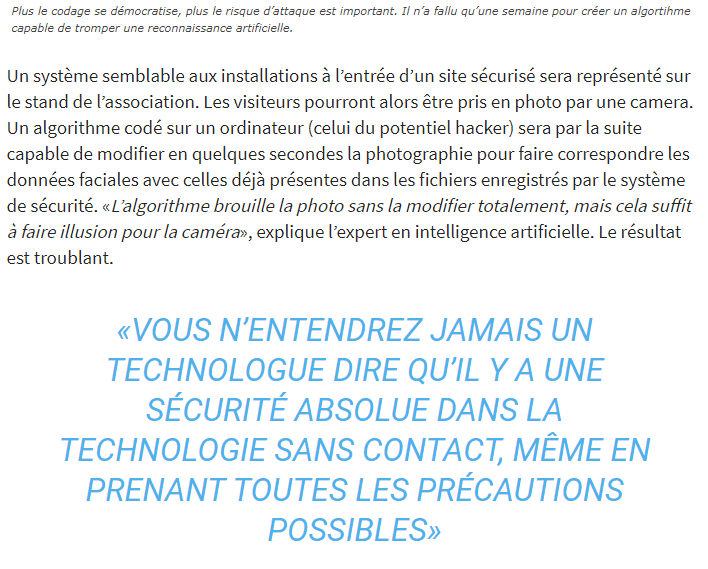 Plus le codage se démocratise, plus le risque d’attaque est important. Il n’a fallu qu’une semaine pour créer un algortihme
capable de tromper une reconnaissance artificielle.
Un système semblable aux installations à l’entrée d’un site sécurisé sera représenté sur
le stand de l’association. Les visiteurs pourront alors être pris en photo par une camera.
Un algorithme codé sur un ordinateur (celui du potentiel hacker) sera par la suite
capable de modifier en quelques secondes la photographie pour faire correspondre les
données faciales avec celles déjà présentes dans les fichiers enregistrés par le système
de sécurité. «L’algorithme brouille la photo sans la modifier totalement, mais cela suffit
à faire illusion pour la caméra», explique l’expert en intelligence artificielle. Le résultat
est troublant.
«VOUS N’ENTENDREZ JAMAIS UN
TECHNOLOGUE DIRE QU’IL Y A UNE
SÉCURITÉ ABSOLUE DANS LA
TECHNOLOGIE SANS CONTACT, MÊME EN
PRENANT TOUTES LES PRÉCAUTIONS
POSSIBLES»